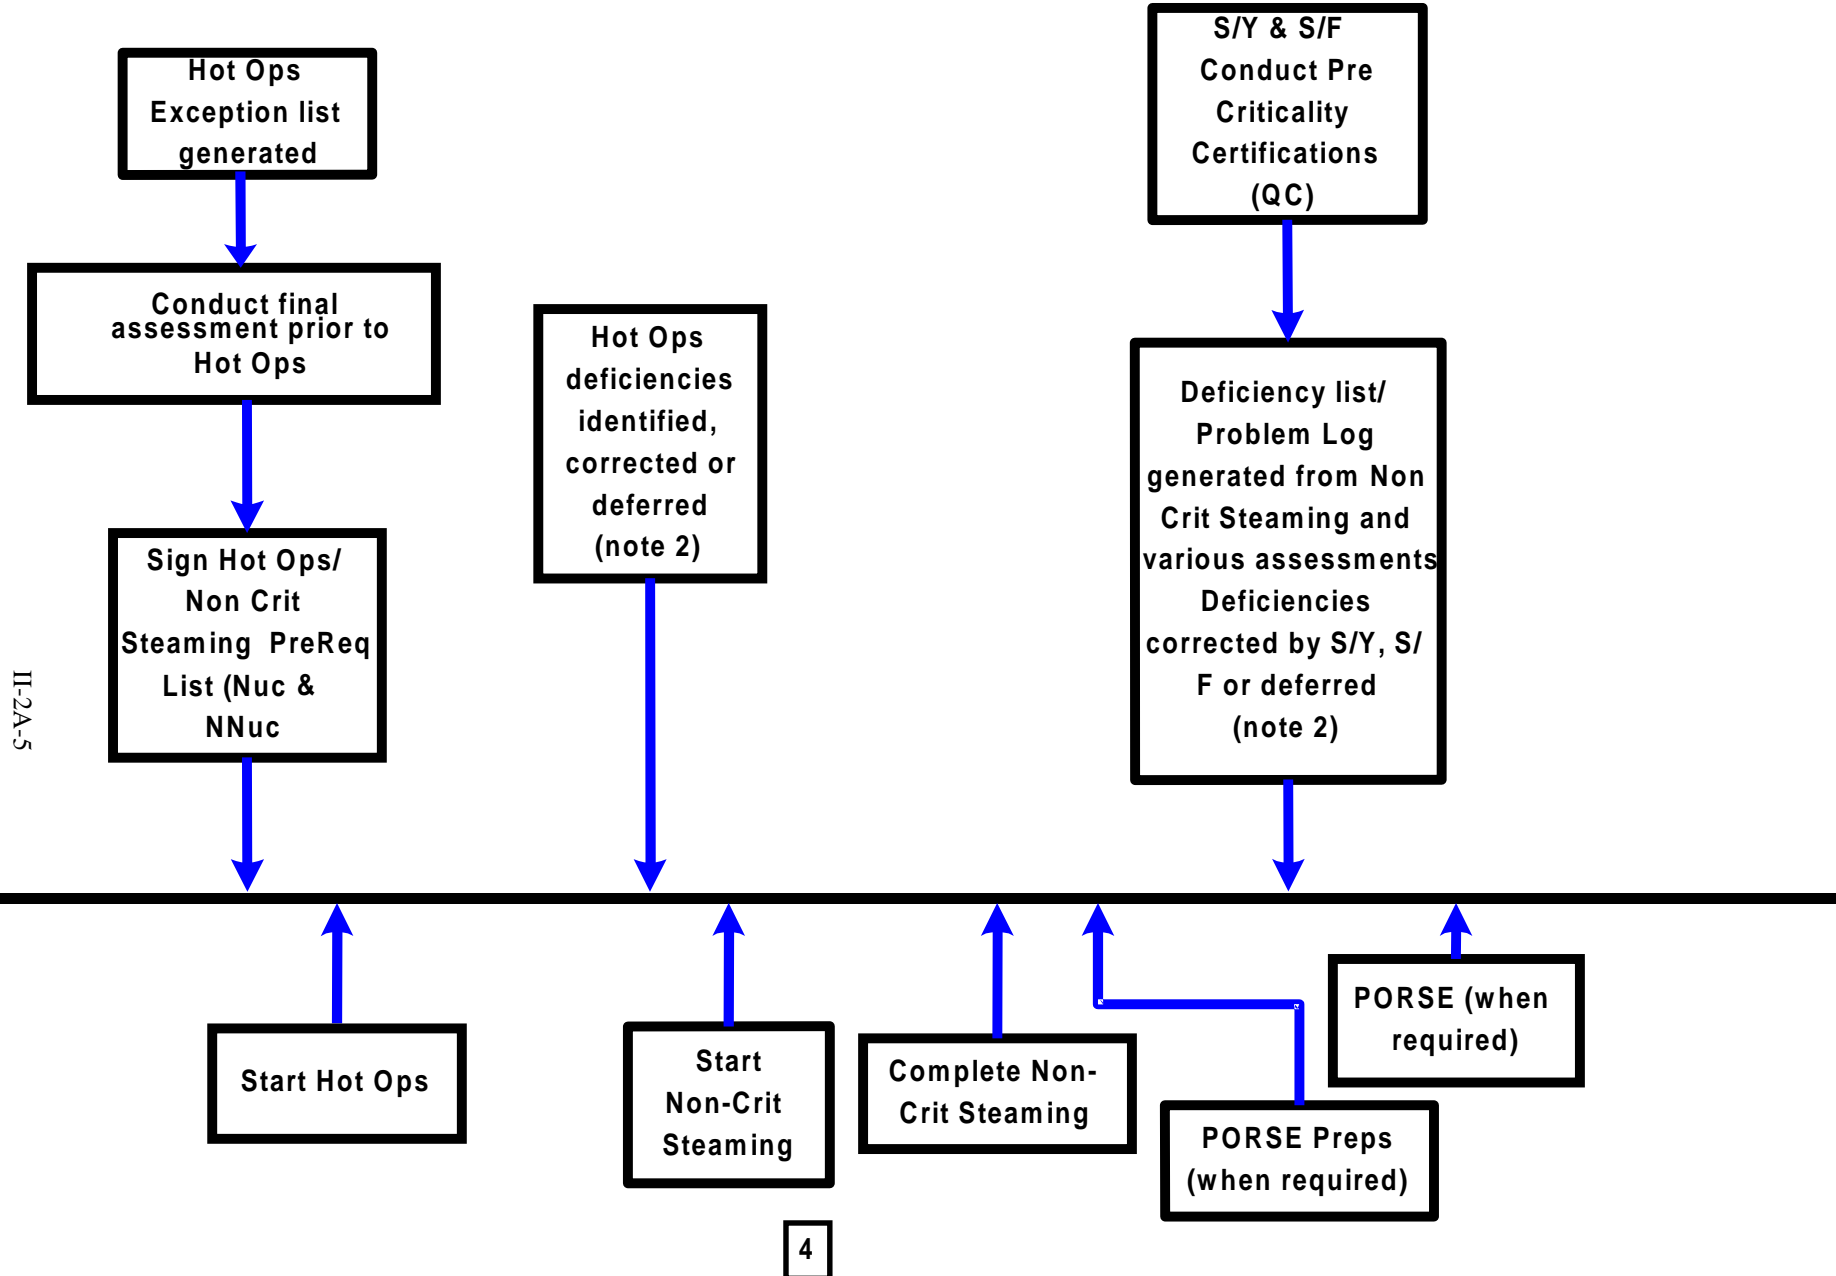 Hot Ops
Exception list
generated
Conduct final
assessment prior to
Hot Ops
Sign Hot Ops/
Non Crit
Steaming PreReq
List (Nuc &
NNuc
Hot Ops
deficiencies
identified,
corrected or
deferred
(note 2)
S/Y & S/F
Conduct Pre
Criticality
Certifications
(QC)
Deficiency list/
Problem Log
generated from Non
Crit Steaming and
various assessments
Deficiencies
corrected by S/Y, S/
F or deferred
(note 2)
II-2A-5
Start Hot Ops
Start
Non-Crit
Steaming
Complete Non-
Crit Steaming
PORSE Preps
(when required)
PORSE (when
required)
4